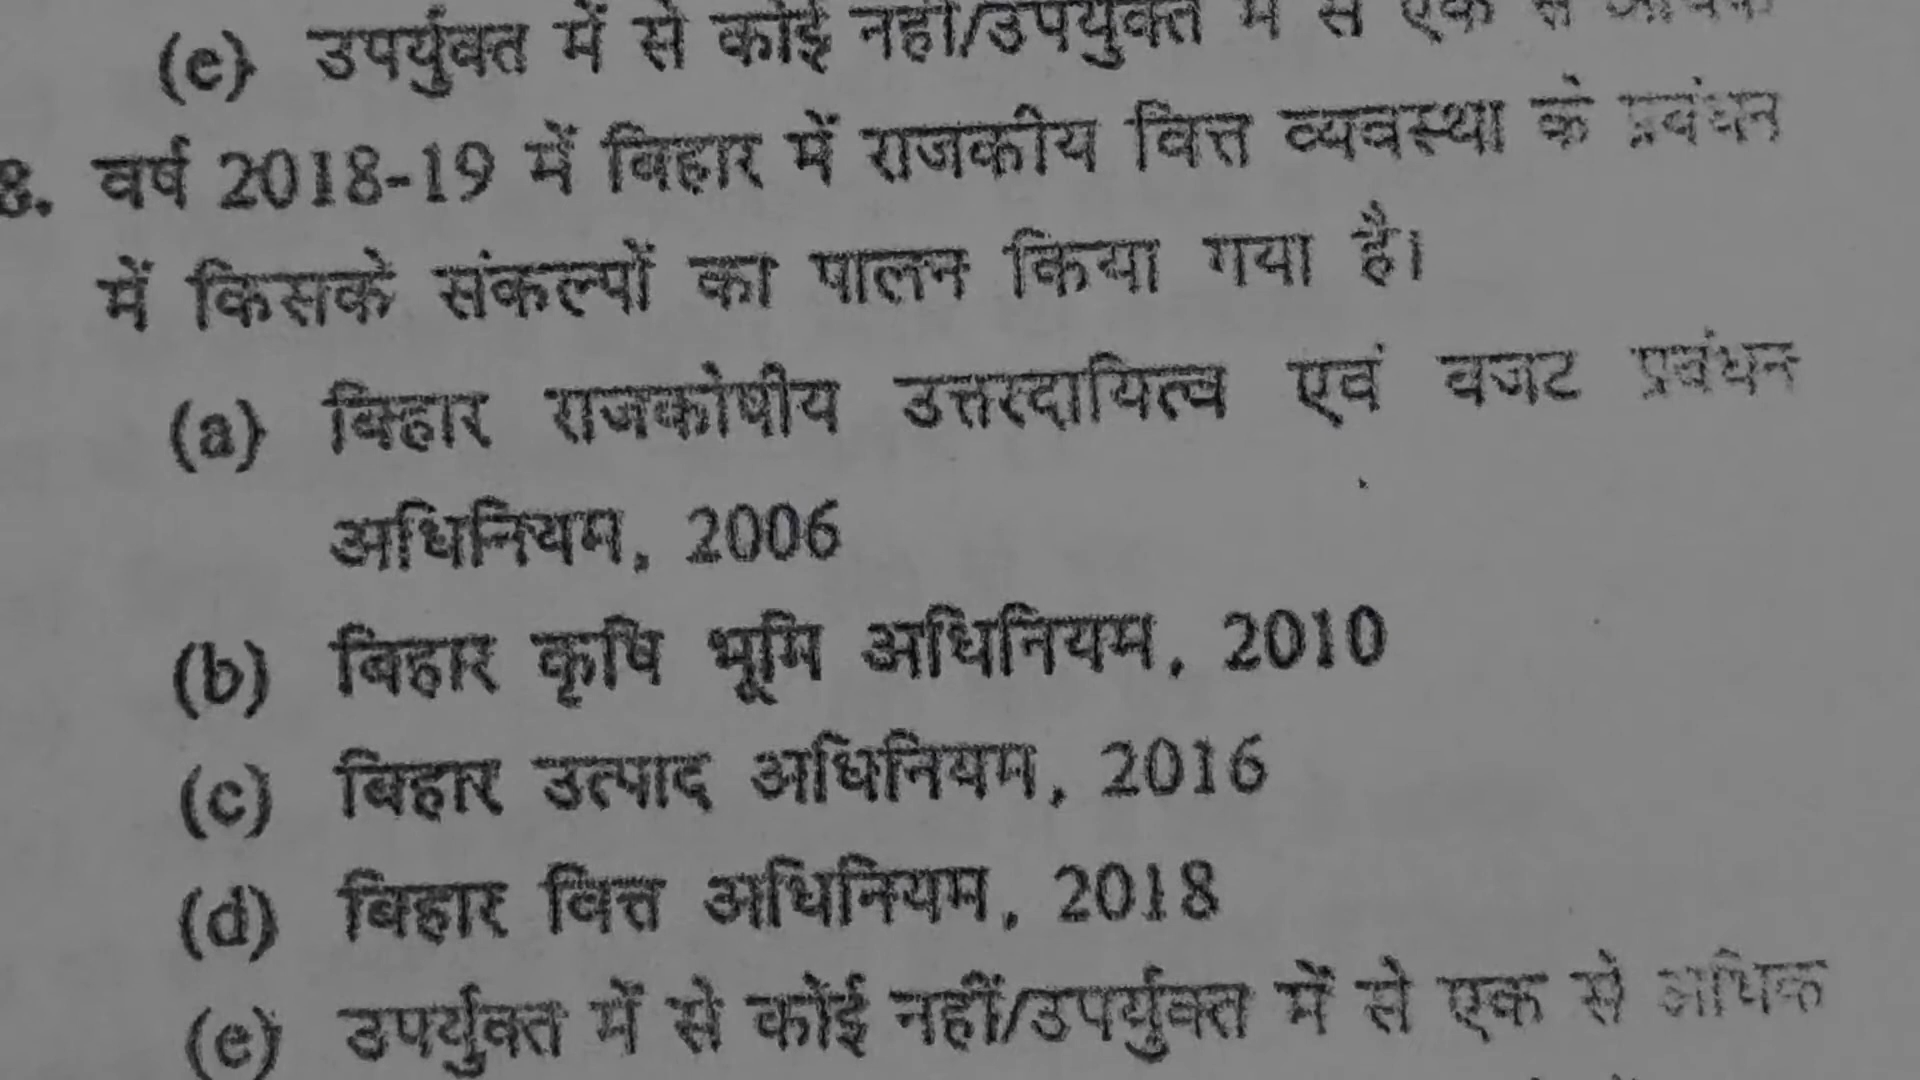 (e) उपर्युक्त में से कोई नहीं/उपर्युक्त में से एक से
8. वर्ष 2018-19 में बिहार में राजकीय वित्त व्यवस्था के प्रबंधन
में किसके संकल्पों का पालन किया गया है।
(a) बिहार राजकोषीय उत्तरदायित्व एवं बजट प्रबंधन
अधिनियम, 2006
(b) बिहार कृषि भूमि अधिनियम, 2010
(c) बिहार उत्पाद अधिनियम, 2016
(d) बिहार वित्त अधिनियम, 2018
(e) उपर्युक्त में से कोई नहीं/उपर्युक्त में से एक से अधिक